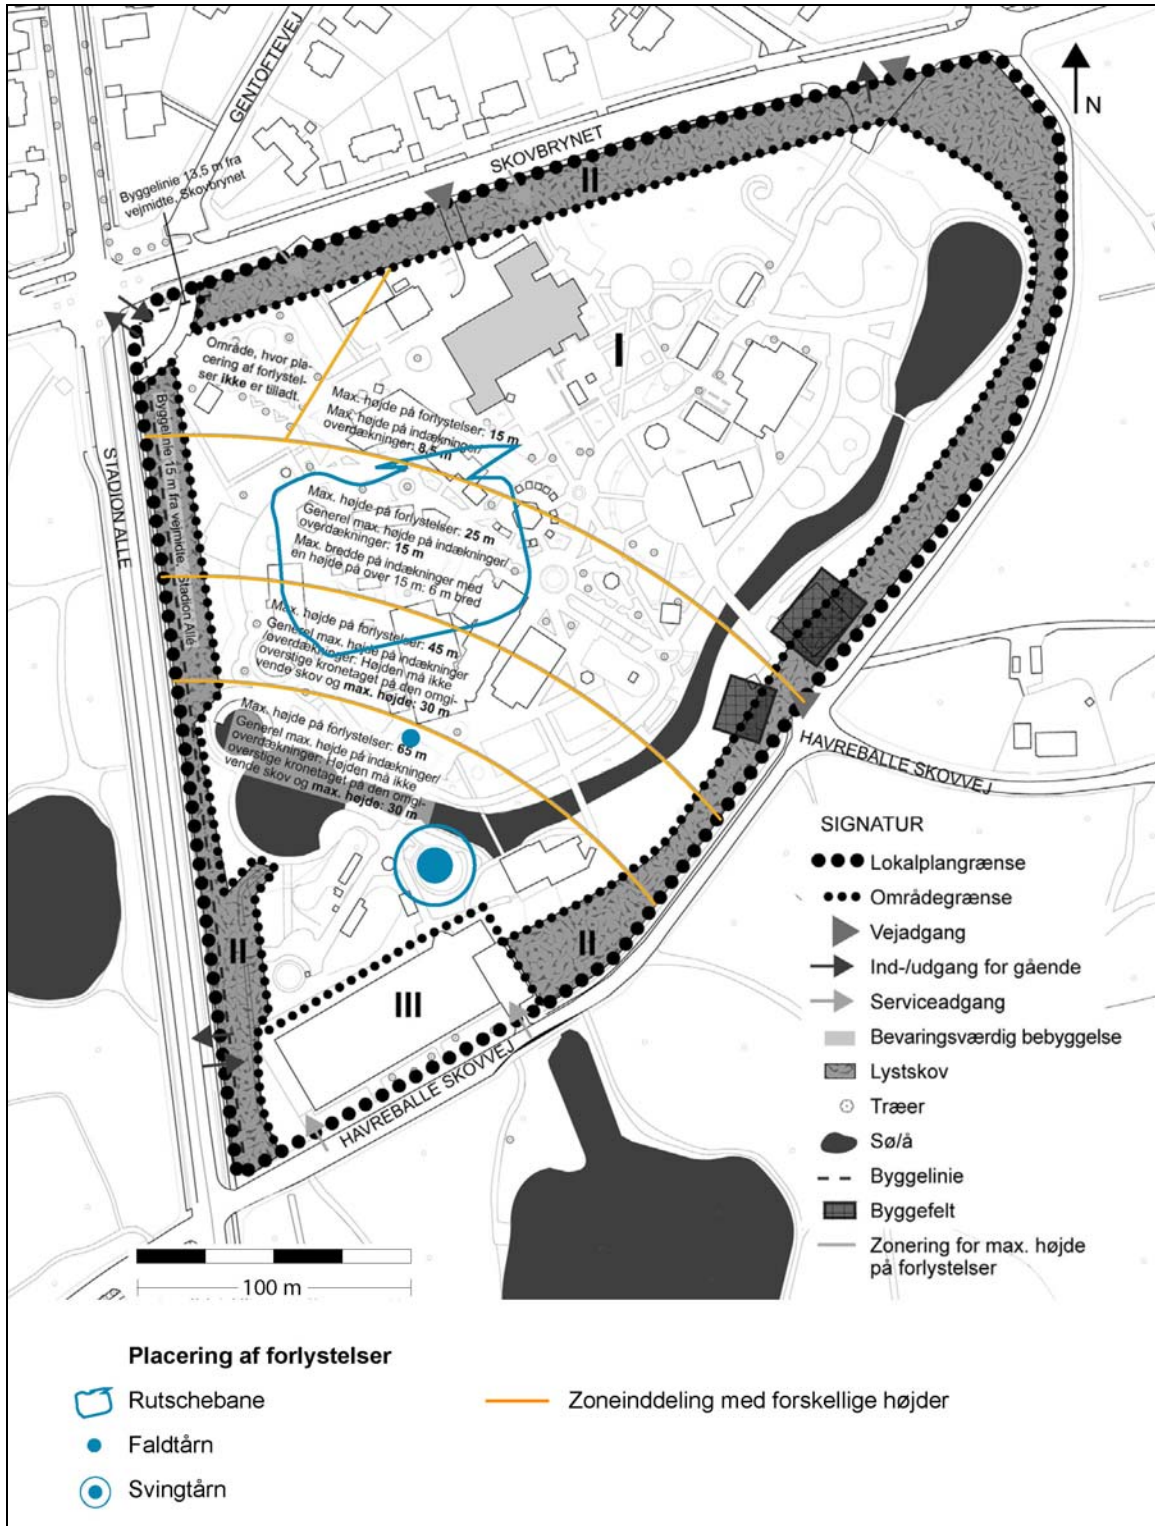 N
GENTOFTEVEJ
Byggelinie 13,5 m fra
vejmidte, Skovbrynet
SKOVBRYNET
II
I
Område, hvor pla-
cering af forlystel-
ser ikke er tilladt.
Max. højde på forlystelser: 15 m
Max. højde på indækninger/
overdækninger: 8,5 m
STADION ALLE
Byggelinie 15 m fra vejmidte, Stadion Allé
Max. højde på forlystelser: 25 m
Generel max. højde på indækninger/
overdækninger: 15 m
Max. bredde på indækninger med
en højde på over 15 m: 6 m bred
Max. højde på forlystelser: 45 m
Generel max. højde på indækninger
/overdækninger: Højden må ikke
overstige kronetaget på den omgi-
vende skov og max. højde: 30 m
Max. højde på forlystelser: 65 m
Generel max. højde på indækninger/
overdækninger: Højden må ikke
overstige kronetaget på den omgi-
vende skov og max. højde: 30 m
HAVREBALLE SKOVVEJ
II
II
III
HAVREBALLE SKOVVEJ
SIGNATUR
Lokalplangrænse
Områdegrænse
Vejadgang
Ind-/udgang for gående
Serviceadgang
Bevaringsværdig bebyggelse
Lystskov
Træer
Sø/å
Byggelinie
Byggefelt
Zonering for max. højde
på forlystelser
100 m
Placering af forlystelser
Rutschebane
Zoneinddeling med forskellige højder
Faldtårn
Svingtårn